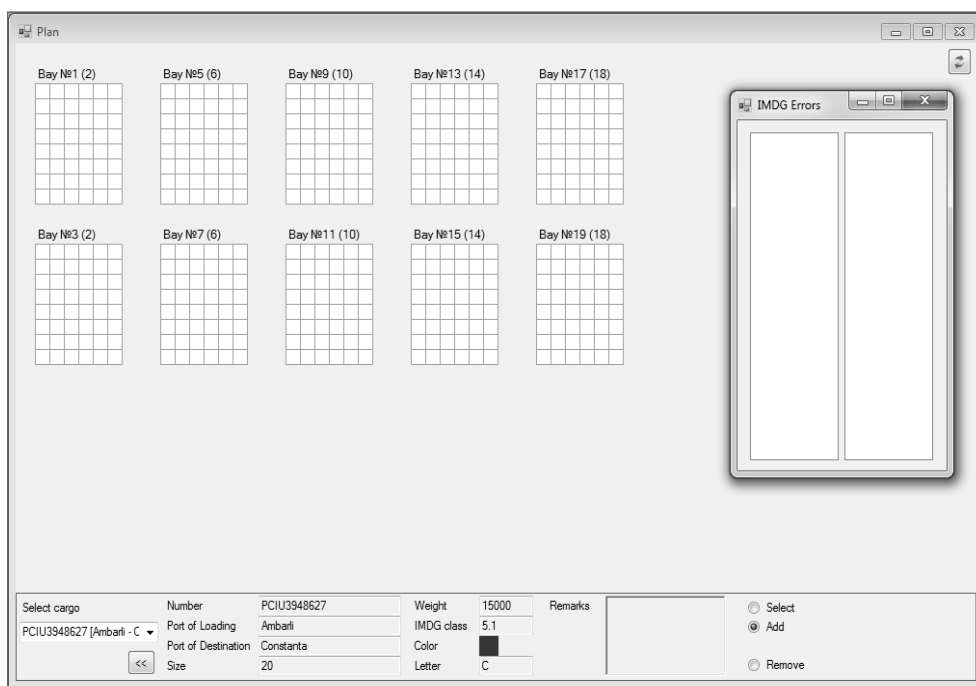 Plan
Bay №1 (2) Bay №5 (6) Bay №9 (10) Bay №13 (14) Bay №17 (18)
IMDG Errors
Bay №3 (2) Bay №7 (6) Bay №11 (10) Bay №15 (14) Bay №19 (18)
Select cargo
PCIU3948627 [Ambarli - C
<<
Number PCIU3948627
Port of Loading Ambarli
Port of Destination Constanta
Size 20
Weight 15000
IMDG class 5.1
Color
Letter C
Remarks
Select
Add
Remove